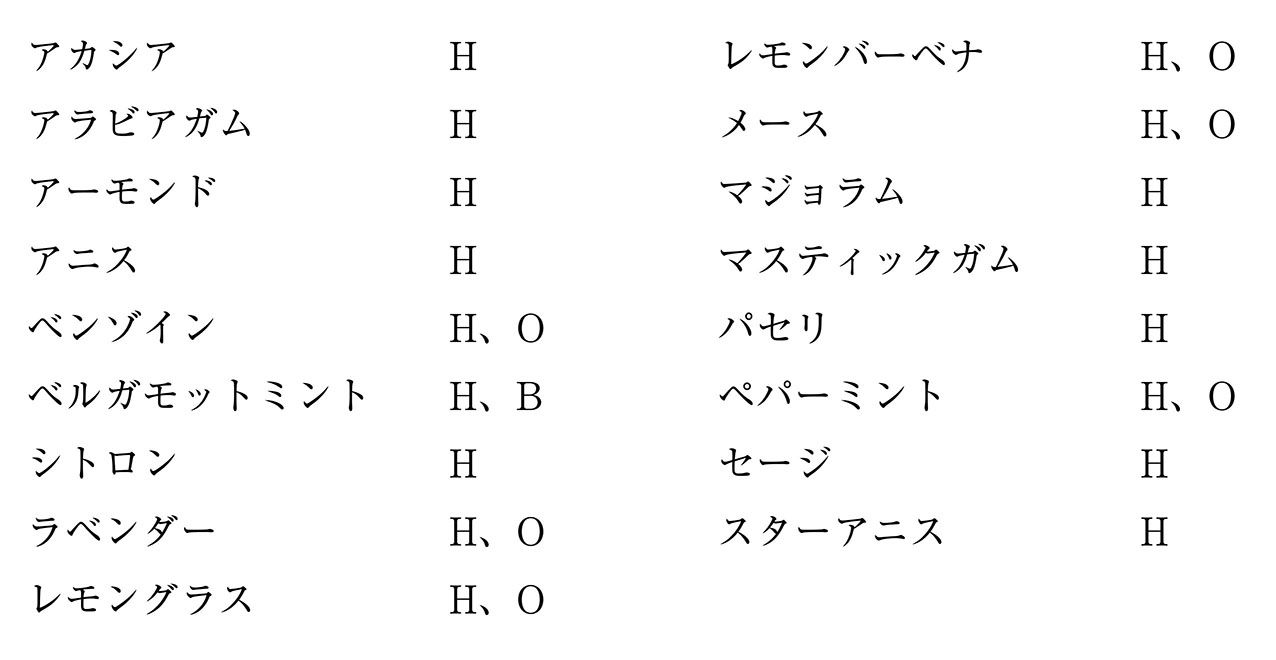 アカシア H
アラビアガム H
アーモンド H
アニス H
ベンゾイン H、O
ベルガモットミント H、B
シトロン H
ラベンダー H、O
レモングラス H、O
レモンバーベナ H、O
メース H、O
マジョラム H
マスティックガム H
パセリ H
ペパーミント H、O
セージ H
スターアニス H